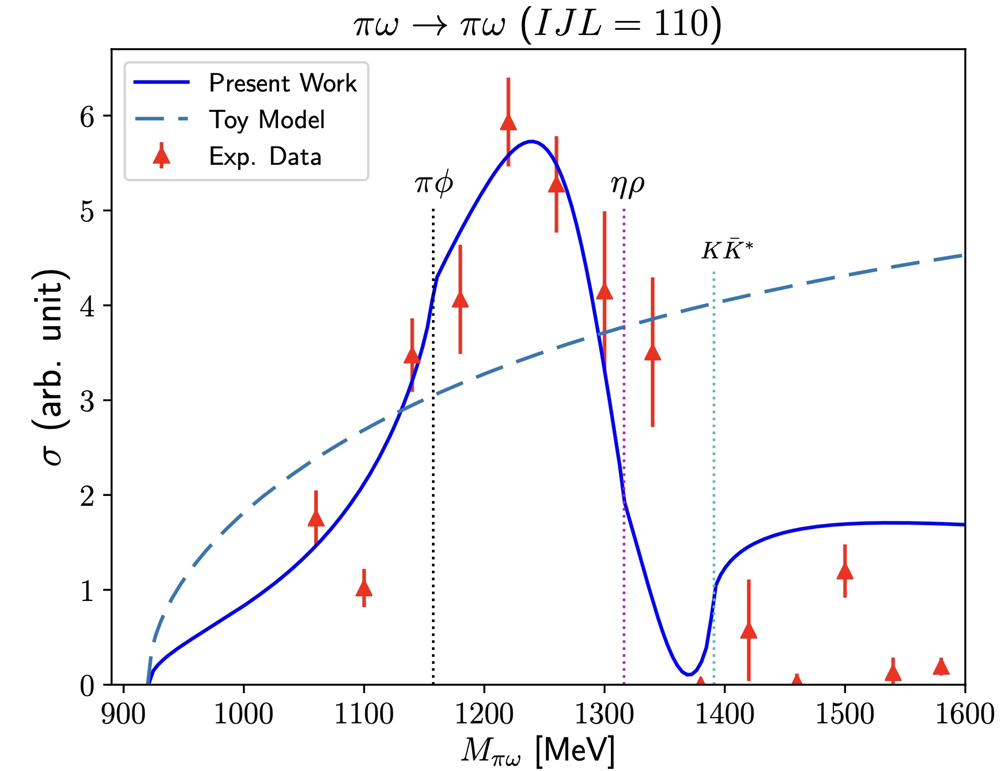 πω → πω (IJL = 110)
Present Work
Toy Model
Exp. Data
πϕ
ηρ
KK̄*
6
5
4
3
2
1
0
σ (arb. unit)
900 1000 1100 1200 1300 1400 1500 1600
M_πω [MeV]